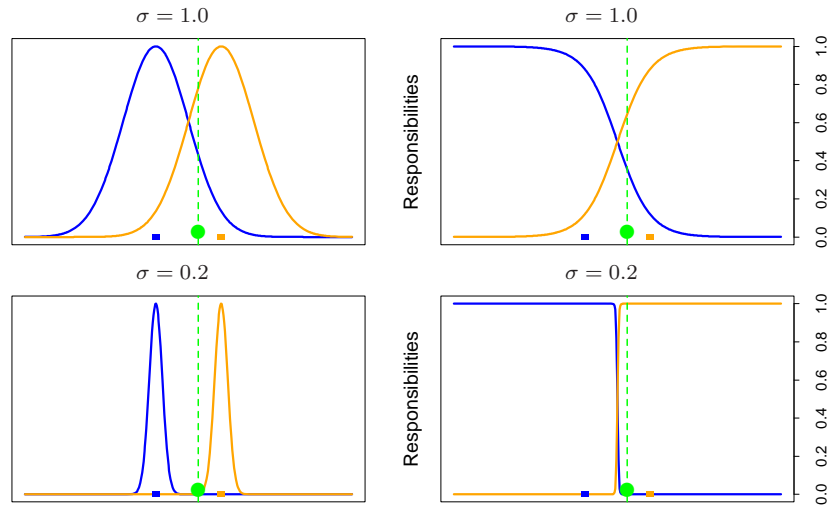 σ = 1.0
σ = 1.0
Responsibilities
0.0 0.2 0.4 0.6 0.8 1.0
σ = 0.2
σ = 0.2
Responsibilities
0.0 0.2 0.4 0.6 0.8 1.0